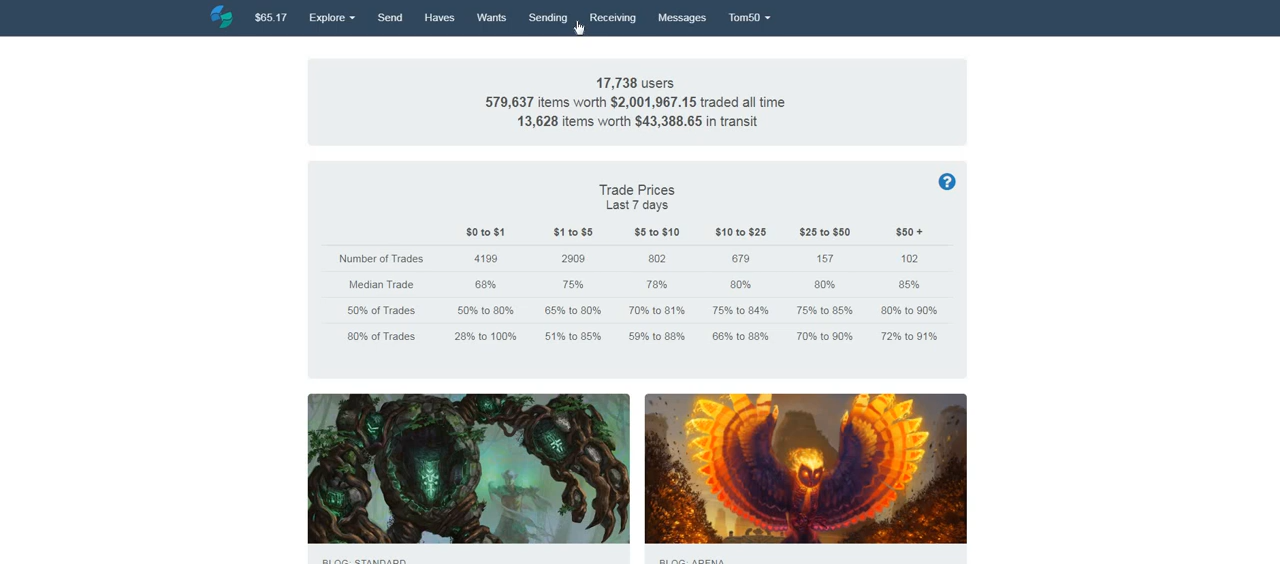 $65.17 Explore Send Haves Wants Sending Receiving Messages Tom50
17,738 users
579,637 items worth $2,001,967.15 traded all time
13,628 items worth $43,388.65 in transit
?
Trade Prices
Last 7 days
$0 to $1 $1 to $5 $5 to $10 $10 to $25 $25 to $50 $50 +
Number of Trades 4199 2909 802 679 157 102
Median Trade 68% 75% 78% 80% 80% 85%
50% of Trades 50% to 80% 65% to 80% 70% to 81% 75% to 84% 75% to 85% 80% to 90%
80% of Trades 28% to 100% 51% to 85% 59% to 88% 66% to 88% 70% to 90% 72% to 91%
BLOG: STANDARD BLOG: ARENA